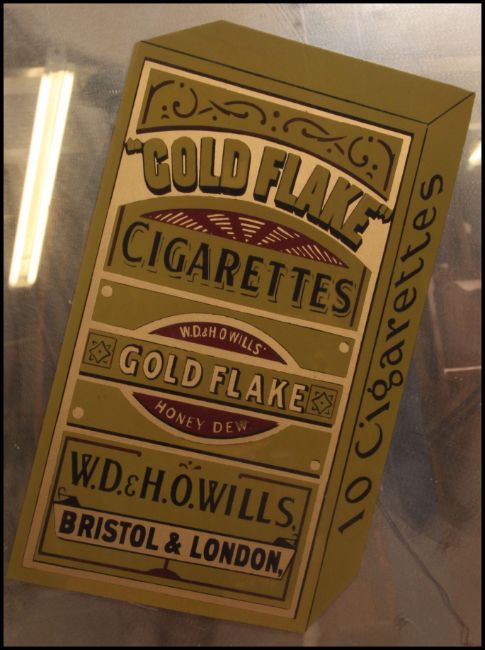 "GOLD FLAKE"
CIGARETTES
W.D.&H.O WILLS'
GOLD FLAKE
HONEY DEW
W.D.&H.O.WILLS,
BRISTOL & LONDON,
10 Cigarettes